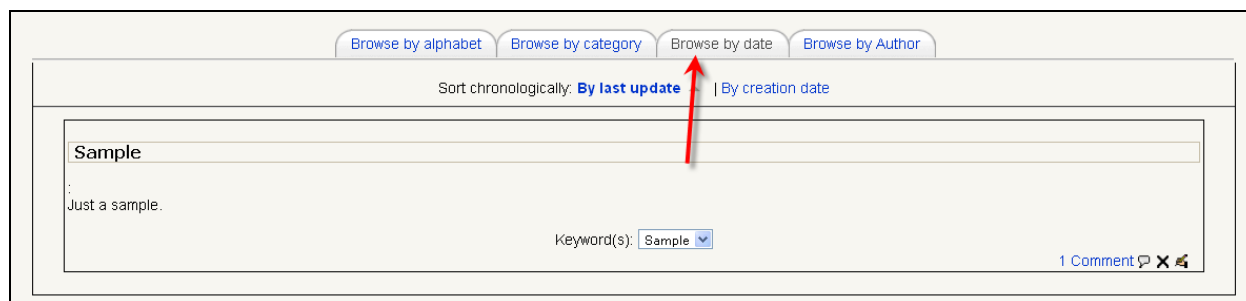 Browse by alphabet Browse by category Browse by date Browse by Author
Sort chronologically: By last update | By creation date
Sample
:
Just a sample.
Keyword(s): Sample
1 Comment